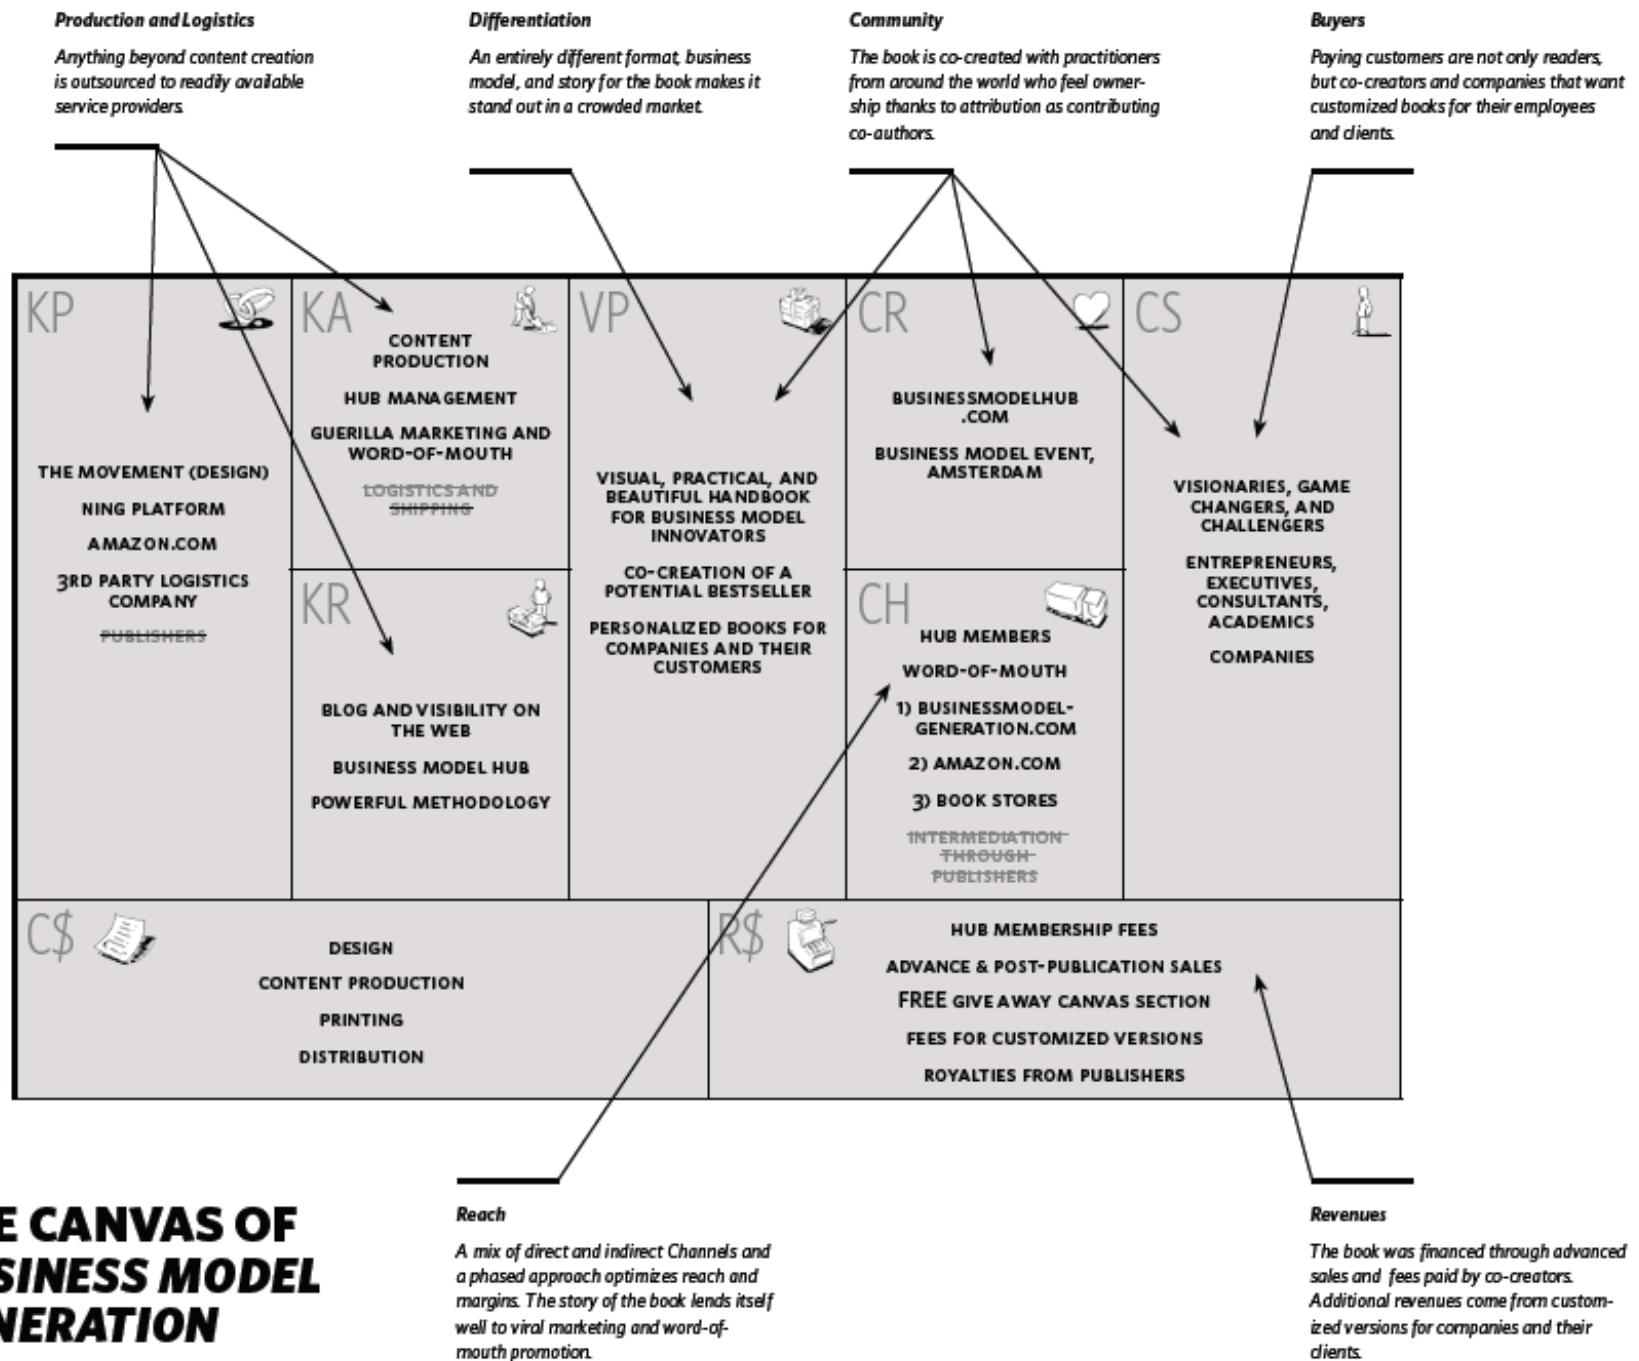 Production and Logistics
Anything beyond content creation
is outsourced to readily available
service providers.
Differentiation
An entirely different format, business
model, and story for the book makes it
stand out in a crowded market.
Community
The book is co-created with practitioners
from around the world who feel owner-
ship thanks to attribution as contributing
co-authors.
Buyers
Paying customers are not only readers,
but co-creators and companies that want
customized books for their employees
and clients.
KP
THE MOVEMENT (DESIGN)
NING PLATFORM
AMAZON.COM
3RD PARTY LOGISTICS
COMPANY
PUBLISHERS
KA
CONTENT
PRODUCTION
HUB MANAGEMENT
GUERILLA MARKETING AND
WORD-OF-MOUTH
LOGISTICS AND
SHIPPING
KR
BLOG AND VISIBILITY ON
THE WEB
BUSINESS MODEL HUB
POWERFUL METHODOLOGY
VP
VISUAL, PRACTICAL, AND
BEAUTIFUL HANDBOOK
FOR BUSINESS MODEL
INNOVATORS
CO-CREATION OF A
POTENTIAL BESTSELLER
PERSONALIZED BOOKS FOR
COMPANIES AND THEIR
CUSTOMERS
CR
BUSINESSMODELHUB
.COM
BUSINESS MODEL EVENT,
AMSTERDAM
CH
HUB MEMBERS
WORD-OF-MOUTH
1) BUSINESSMODEL-
GENERATION.COM
2) AMAZON.COM
3) BOOK STORES
INTERMEDIATION
THROUGH
PUBLISHERS
CS
VISIONARIES, GAME
CHANGERS, AND
CHALLENGERS
ENTREPRENEURS,
EXECUTIVES,
CONSULTANTS,
ACADEMICS
COMPANIES
C$
DESIGN
CONTENT PRODUCTION
PRINTING
DISTRIBUTION
R$
HUB MEMBERSHIP FEES
ADVANCE & POST-PUBLICATION SALES
FREE GIVE AWAY CANVAS SECTION
FEES FOR CUSTOMIZED VERSIONS
ROYALTIES FROM PUBLISHERS
E CANVAS OF
SINESS MODEL
NERATION
Reach
A mix of direct and indirect Channels and
a phased approach optimizes reach and
margins. The story of the book lends itself
well to viral marketing and word-of-
mouth promotion.
Revenues
The book was financed through advanced
sales and fees paid by co-creators.
Additional revenues come from custom-
ized versions for companies and their
clients.